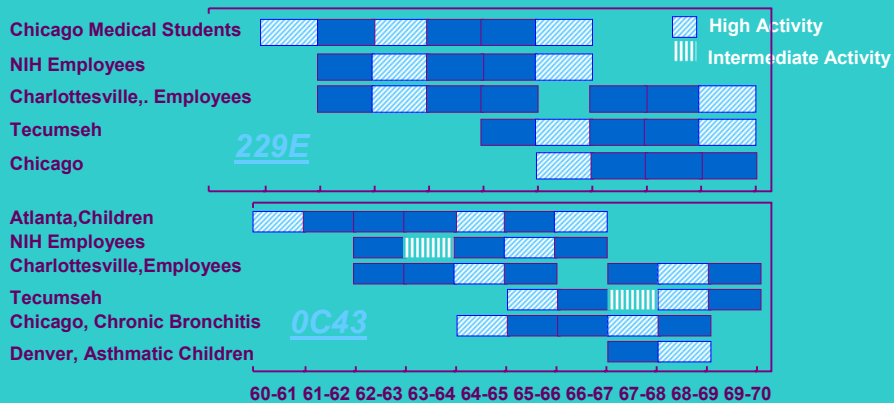 Chicago Medical Students
High Activity
NIH Employees
Intermediate Activity
Charlottesville,. Employees
Tecumseh
229E
Chicago
Atlanta,Children
NIH Employees
Charlottesville,Employees
Tecumseh
Chicago, Chronic Bronchitis
0C43
Denver, Asthmatic Children
60-61 61-62 62-63 63-64 64-65 65-66 66-67 67-68 68-69 69-70